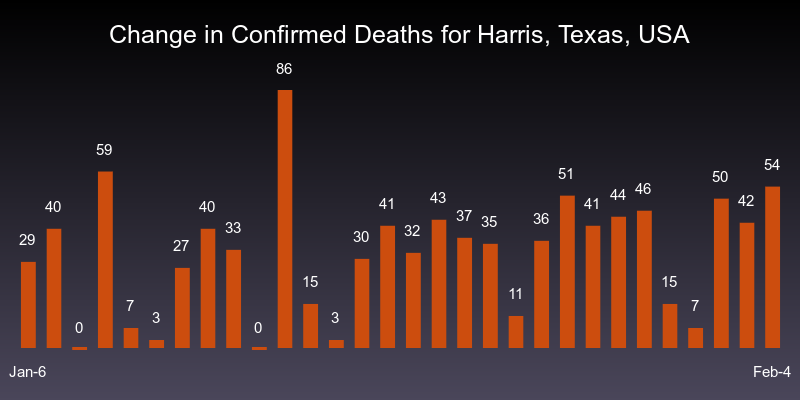 Change in Confirmed Deaths for Harris, Texas, USA
29 40 0 59 7 3 27 40 33 0 86 15 3 30 41 32 43 37 35 11 36 51 41 44 46 15 7 50 42 54
Jan-6 Feb-4